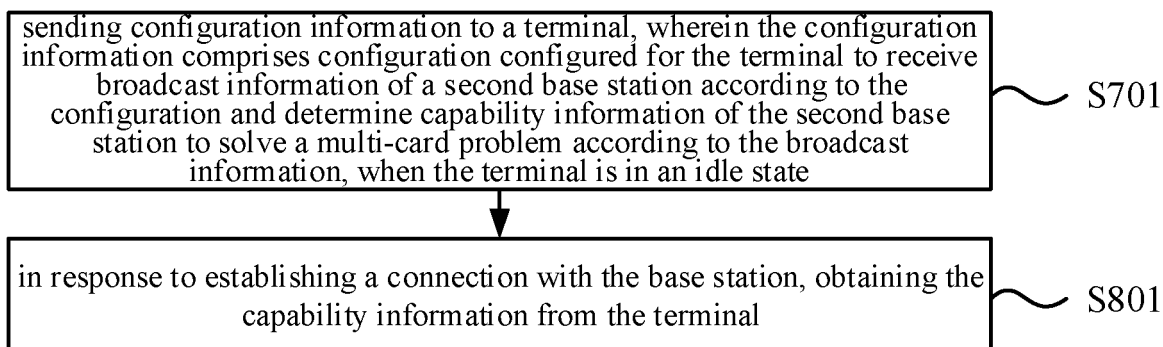 sending configuration information to a terminal, wherein the configuration
information comprises configuration configured for the terminal to receive
broadcast information of a second base station according to the
configuration and determine capability information of the second base
station to solve a multi-card problem according to the broadcast
information, when the terminal is in an idle state
S701
in response to establishing a connection with the base station, obtaining the
capability information from the terminal
S801